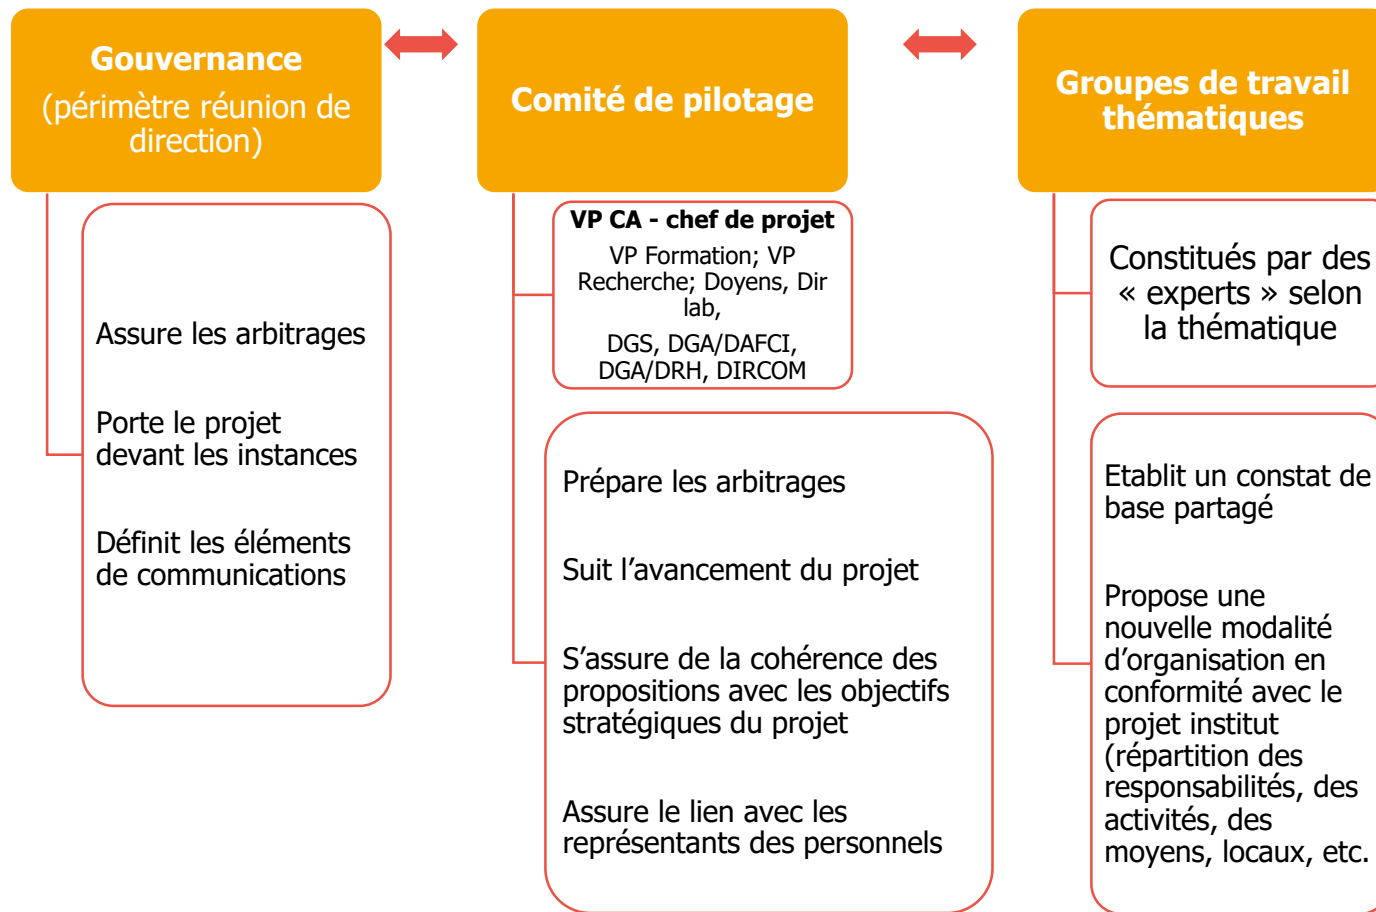 Gouvernance
(périmètre réunion de
direction)
Assure les arbitrages
Porte le projet
devant les instances
Définit les éléments
de communications
Comité de pilotage
VP CA - chef de projet
VP Formation; VP
Recherche; Doyens, Dir
lab,
DGS, DGA/DAFCI,
DGA/DRH, DIRCOM
Prépare les arbitrages
Suit l’avancement du projet
S’assure de la cohérence des
propositions avec les objectifs
stratégiques du projet
Assure le lien avec les
représentants des personnels
Groupes de travail
thématiques
Constitués par des
« experts » selon
la thématique
Etablit un constat de
base partagé
Propose une
nouvelle modalité
d’organisation en
conformité avec le
projet institut
(répartition des
responsabilités, des
activités, des
moyens, locaux, etc.